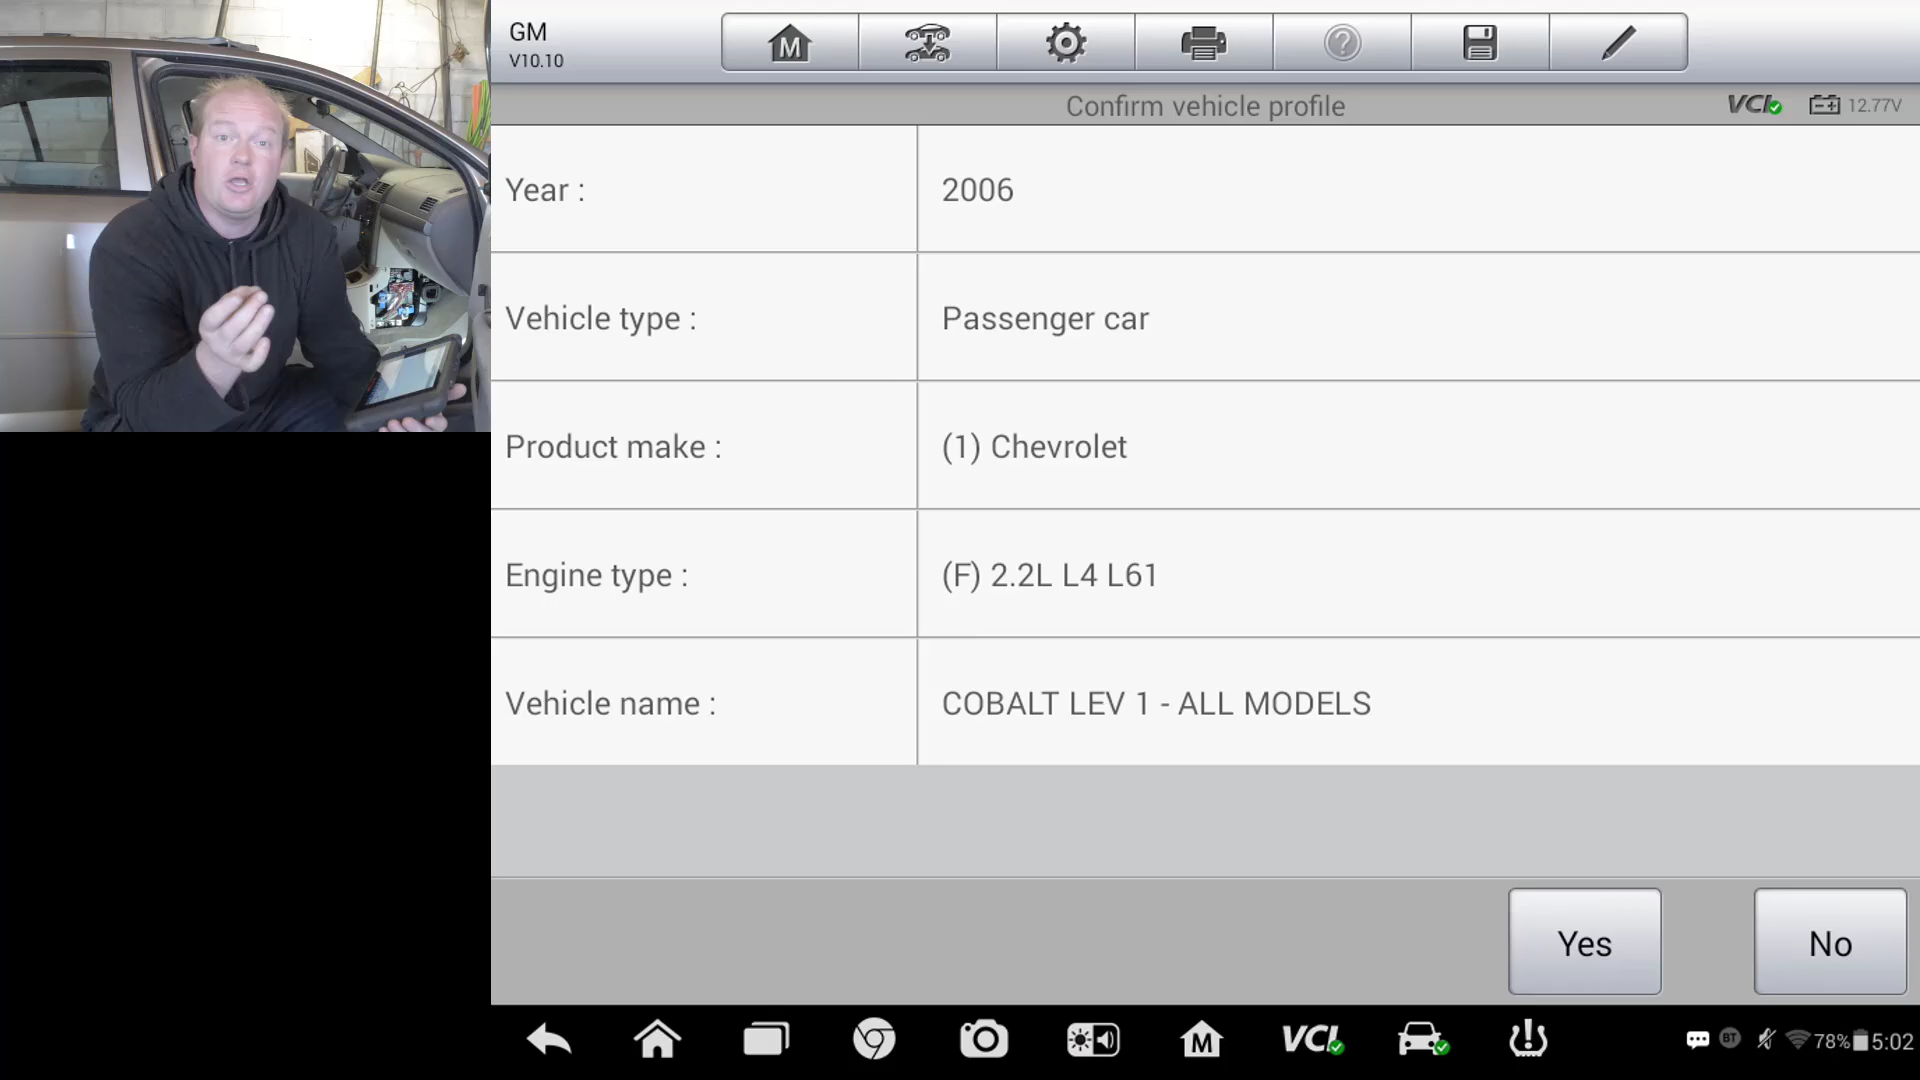 GM
V10.10
M
?
Confirm vehicle profile
VCI
12.77V
Year : 2006
Vehicle type : Passenger car
Product make : (1) Chevrolet
Engine type : (F) 2.2L L4 L61
Vehicle name : COBALT LEV 1 - ALL MODELS
Yes No
M VCI BT 78% 5:02